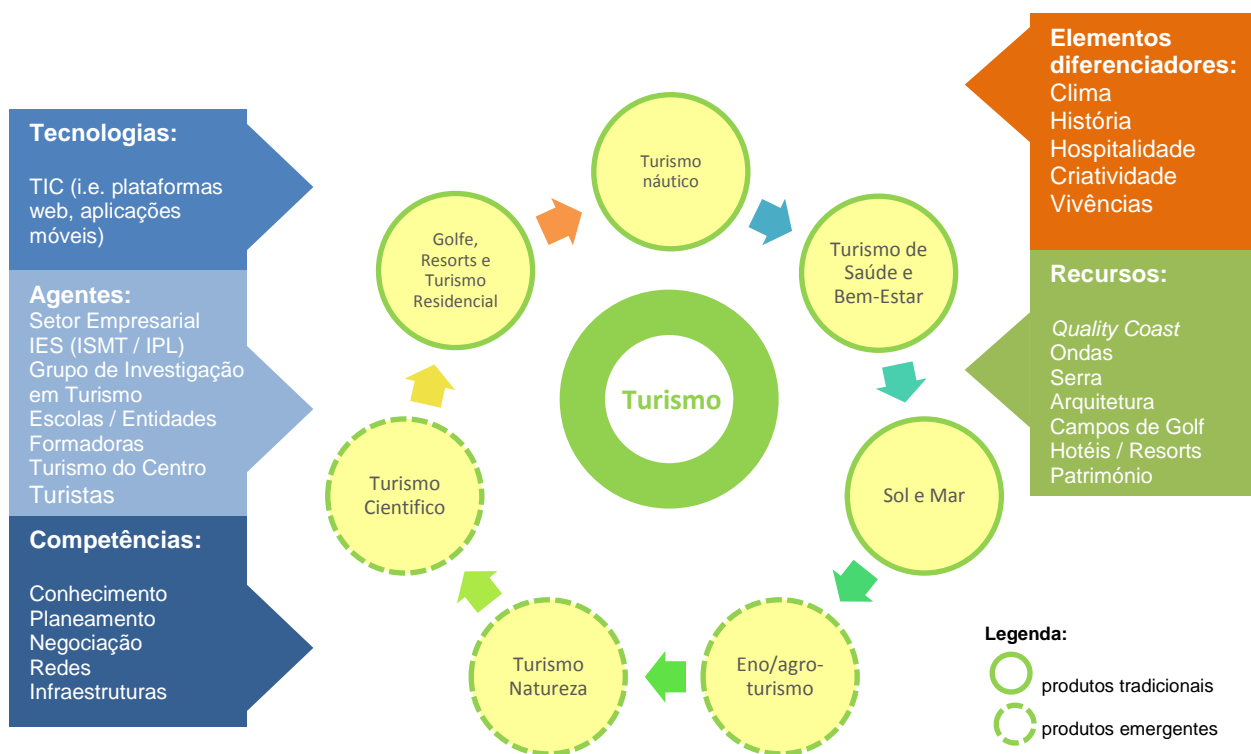 Tecnologias:
TIC (i.e. plataformas
web, aplicações
móveis)
Agentes:
Setor Empresarial
IES (ISMT / IPL)
Grupo de Investigação
em Turismo
Escolas / Entidades
Formadoras
Turismo do Centro
Turistas
Competências:
Conhecimento
Planeamento
Negociação
Redes
Infraestruturas
Turismo
náutico
Turismo de
Saúde e
Bem-Estar
Sol e Mar
Eno/agro-
turismo
Turismo
Natureza
Turismo
Cientifico
Golfe,
Resorts e
Turismo
Residencial
Turismo
Elementos
diferenciadores:
Clima
História
Hospitalidade
Criatividade
Vivências
Recursos:
Quality Coast
Ondas
Serra
Arquitetura
Campos de Golf
Hotéis / Resorts
Património
Legenda:
produtos tradicionais
produtos emergentes